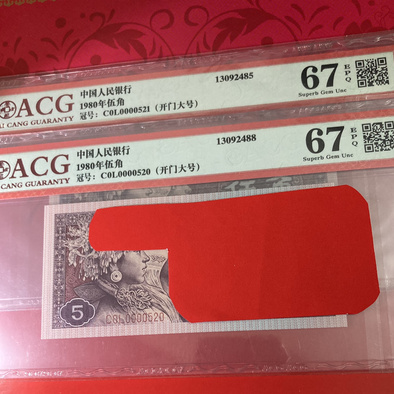 ACG
AI CANG GUARANTY
中国人民银行
1980年伍角
冠号: C0L0000521 (开门大号)
13092485
67 EPQ
Superb Gem Unc
ACG
AI CANG GUARANTY
中国人民银行
1980年伍角
冠号: C0L0000520 (开门大号)
13092488
67 EPQ
Superb Gem Unc
5
C0L0000520